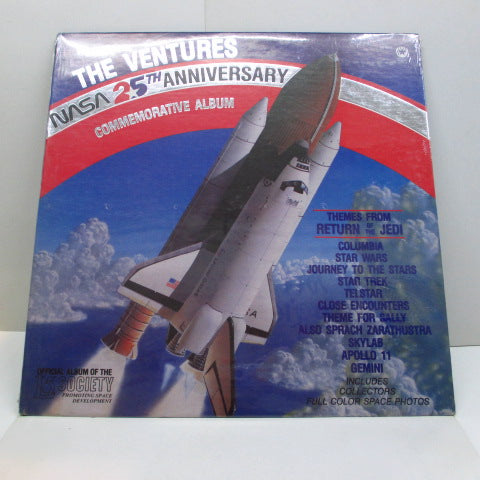 THE VENTURES
NASA 25TH ANNIVERSARY
COMMEMORATIVE ALBUM
THEMES FROM
RETURN OF THE JEDI
COLUMBIA
STAR WARS
JOURNEY TO THE STARS
STAR TREK
TELSTAR
CLOSE ENCOUNTERS
THEME FOR SALLY
ALSO SPRACH ZARATHUSTRA
SKYLAB
APOLLO 11
GEMINI
INCLUDES
COLLECTORS
FULL COLOR SPACE PHOTOS
OFFICIAL ALBUM OF THE
SOCIETY
PROMOTING SPACE
DEVELOPMENT